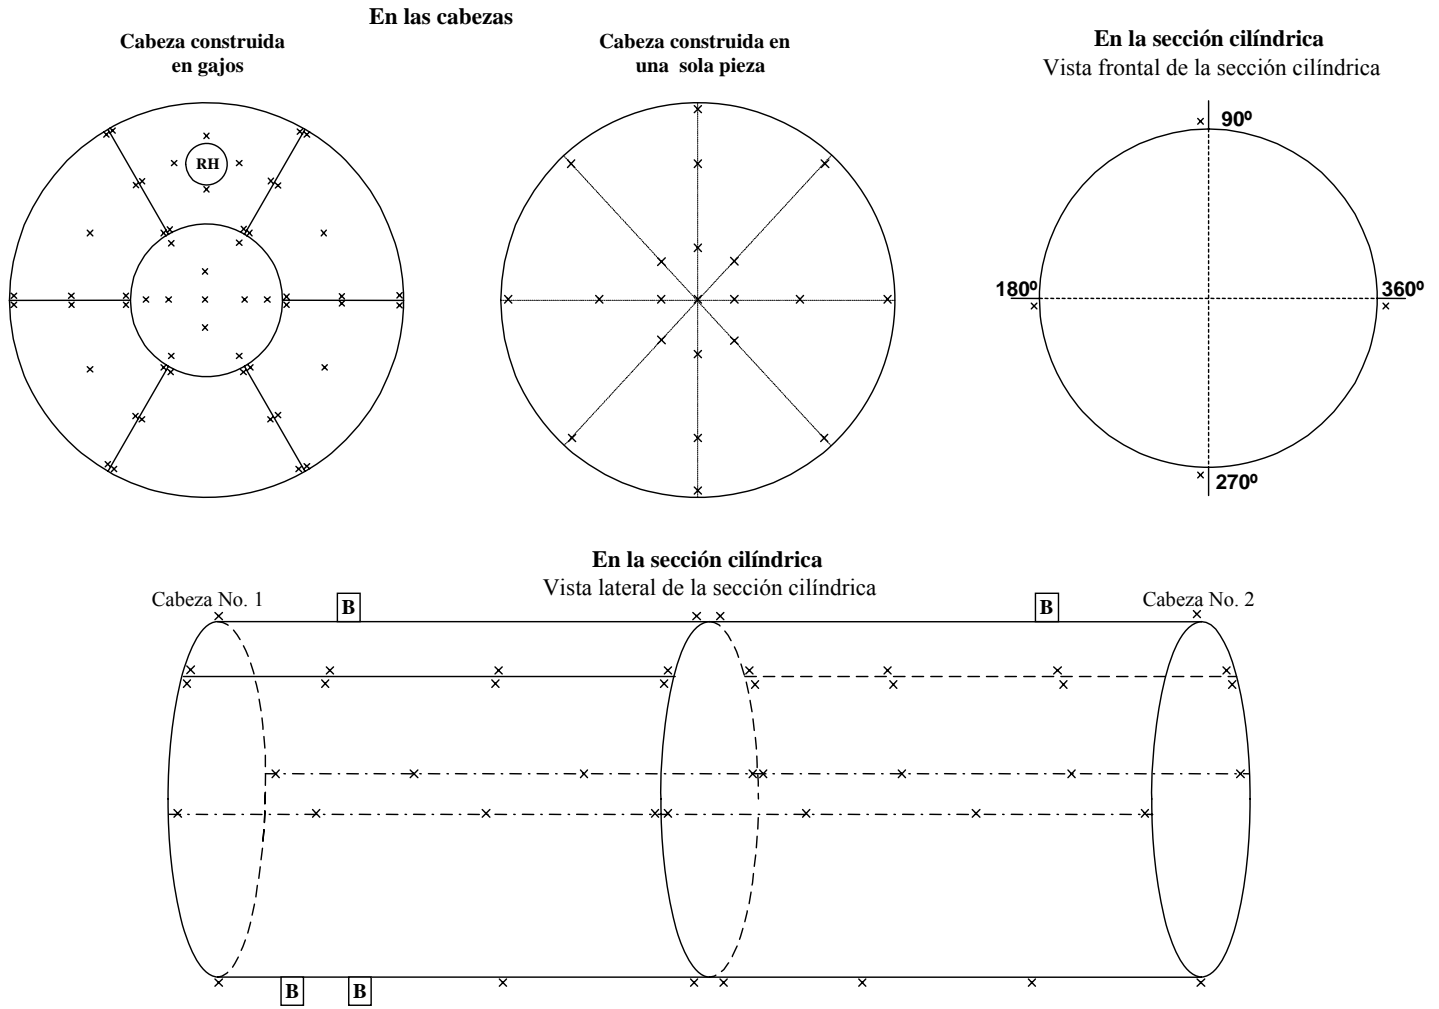 En las cabezas
Cabeza construida
en gajos
Cabeza construida en
una sola pieza
En la sección cilíndrica
Vista frontal de la sección cilíndrica
RH
90º
180º
360º
270º
En la sección cilíndrica
Vista lateral de la sección cilíndrica
Cabeza No. 1
B
B
Cabeza No. 2
B
B